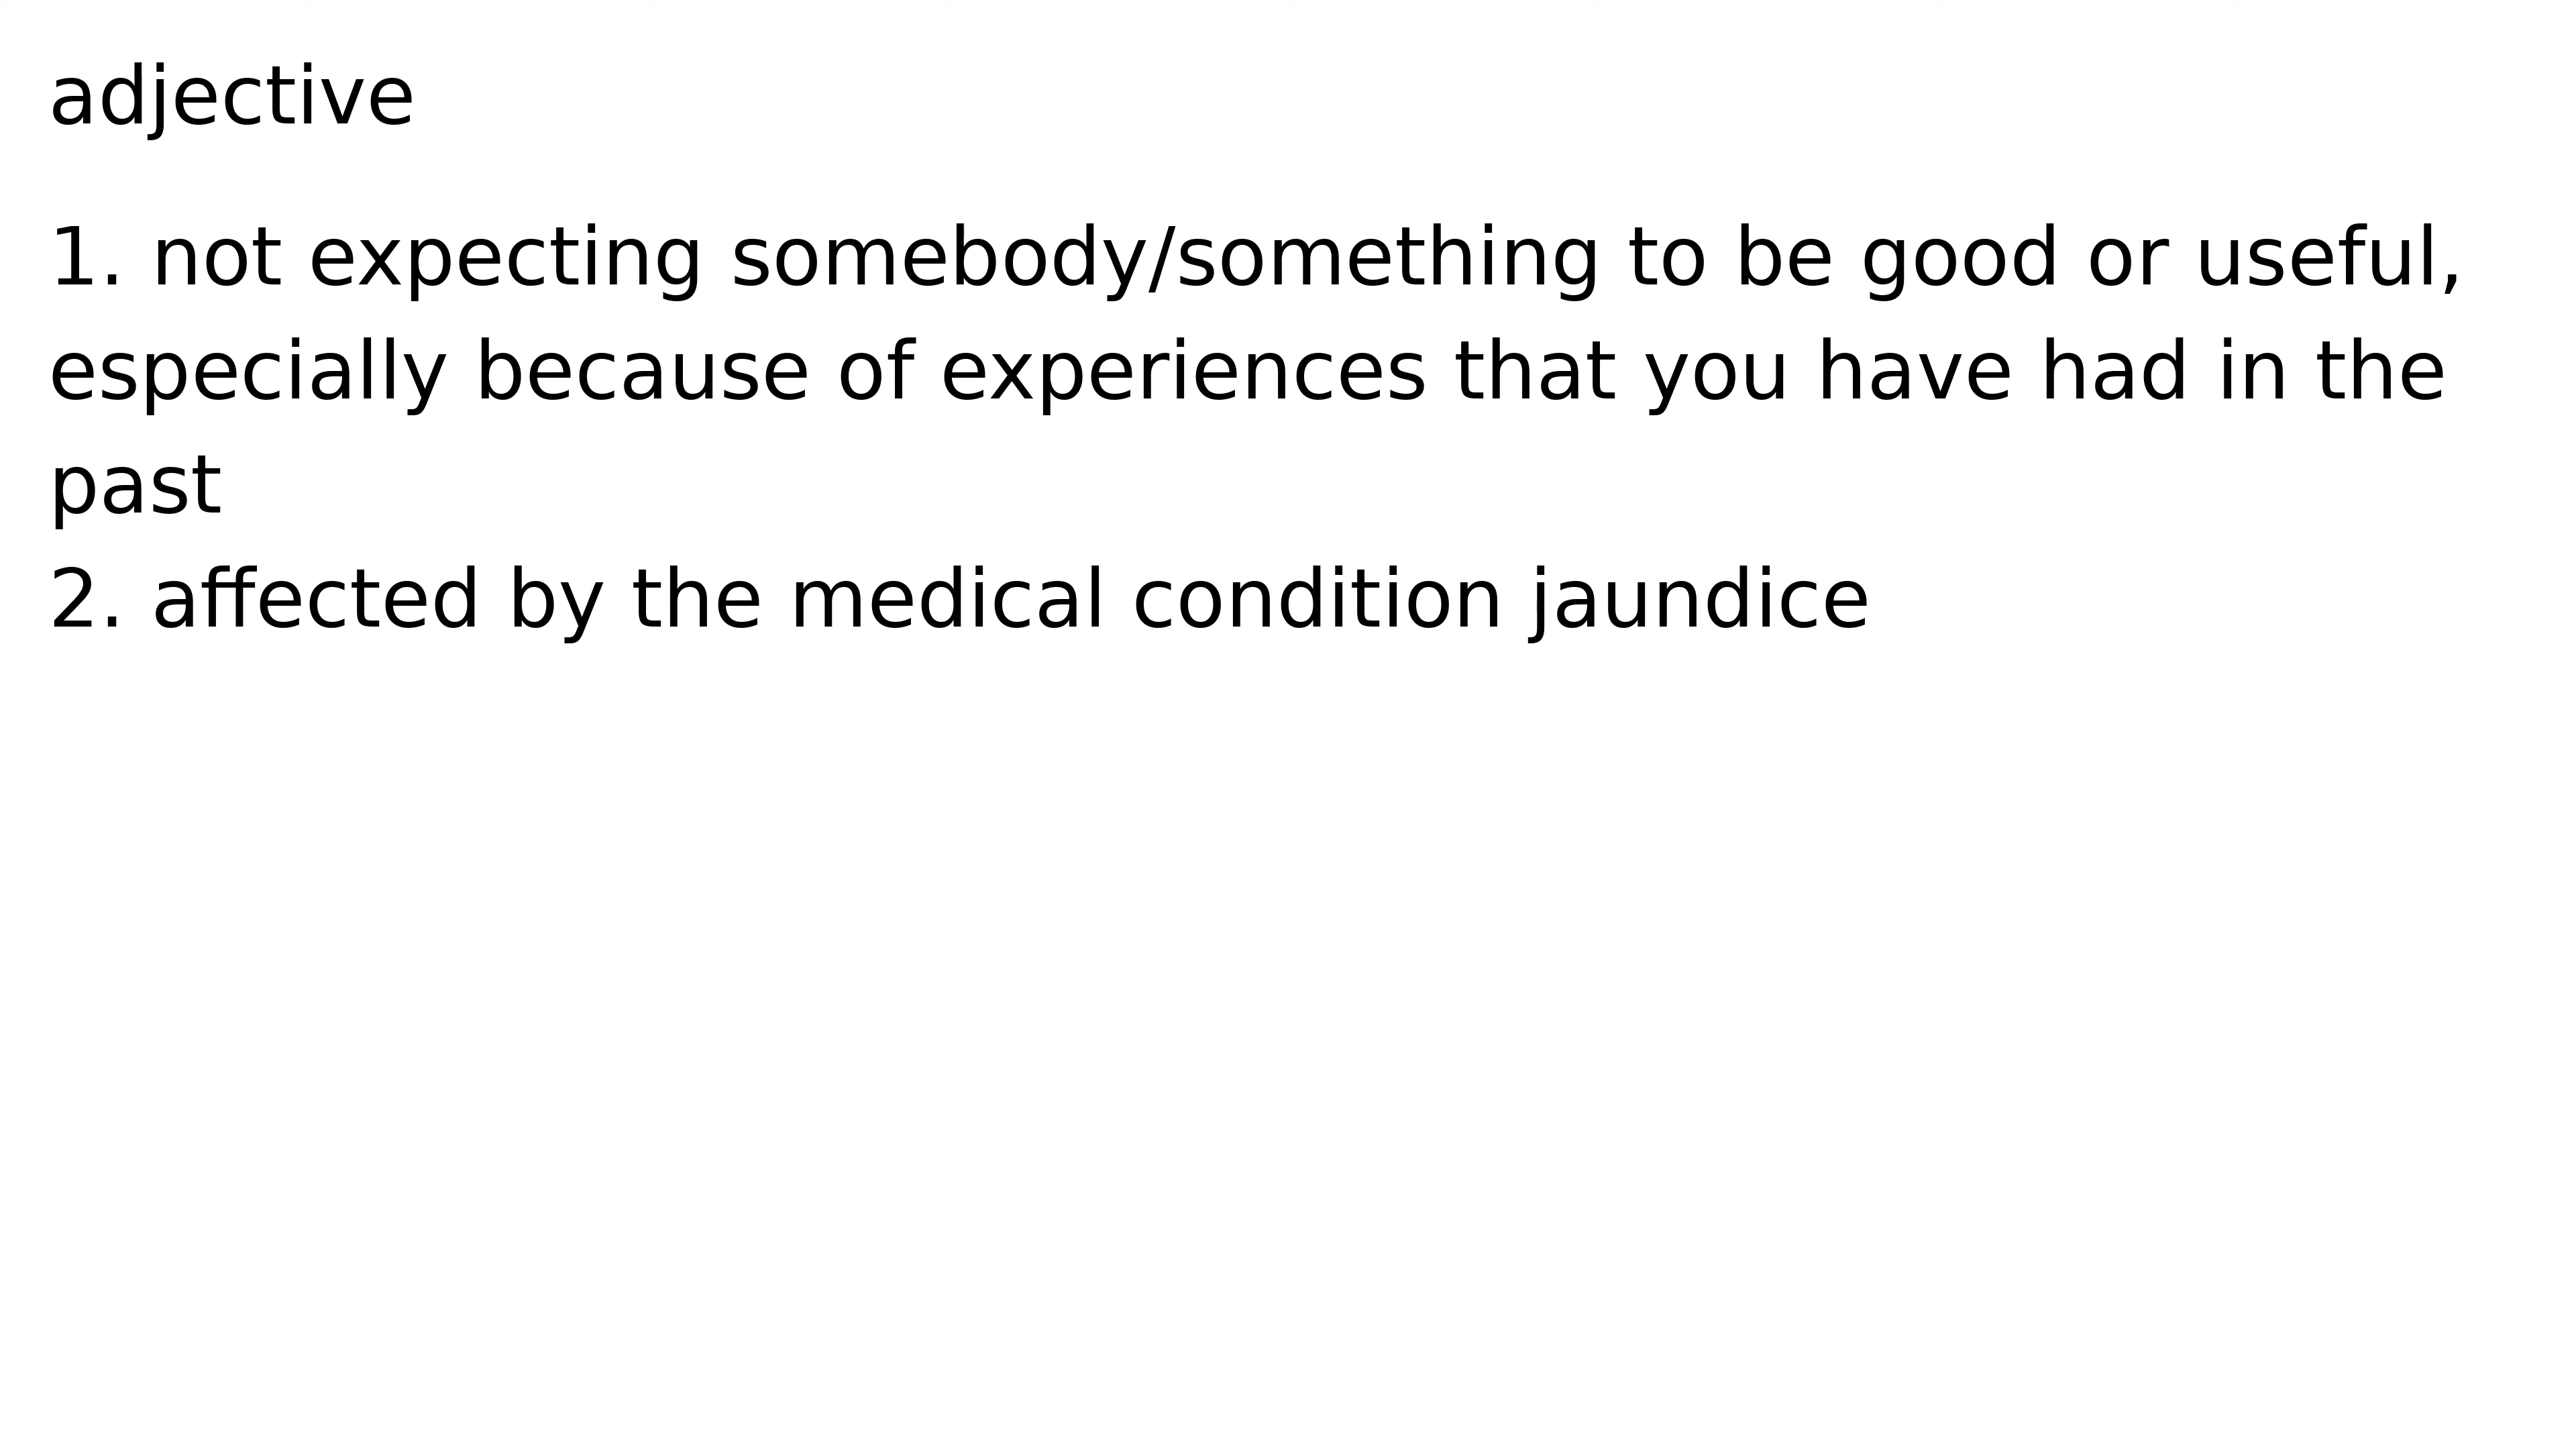 adjective
1. not expecting somebody/something to be good or useful,
especially because of experiences that you have had in the
past
2. affected by the medical condition jaundice